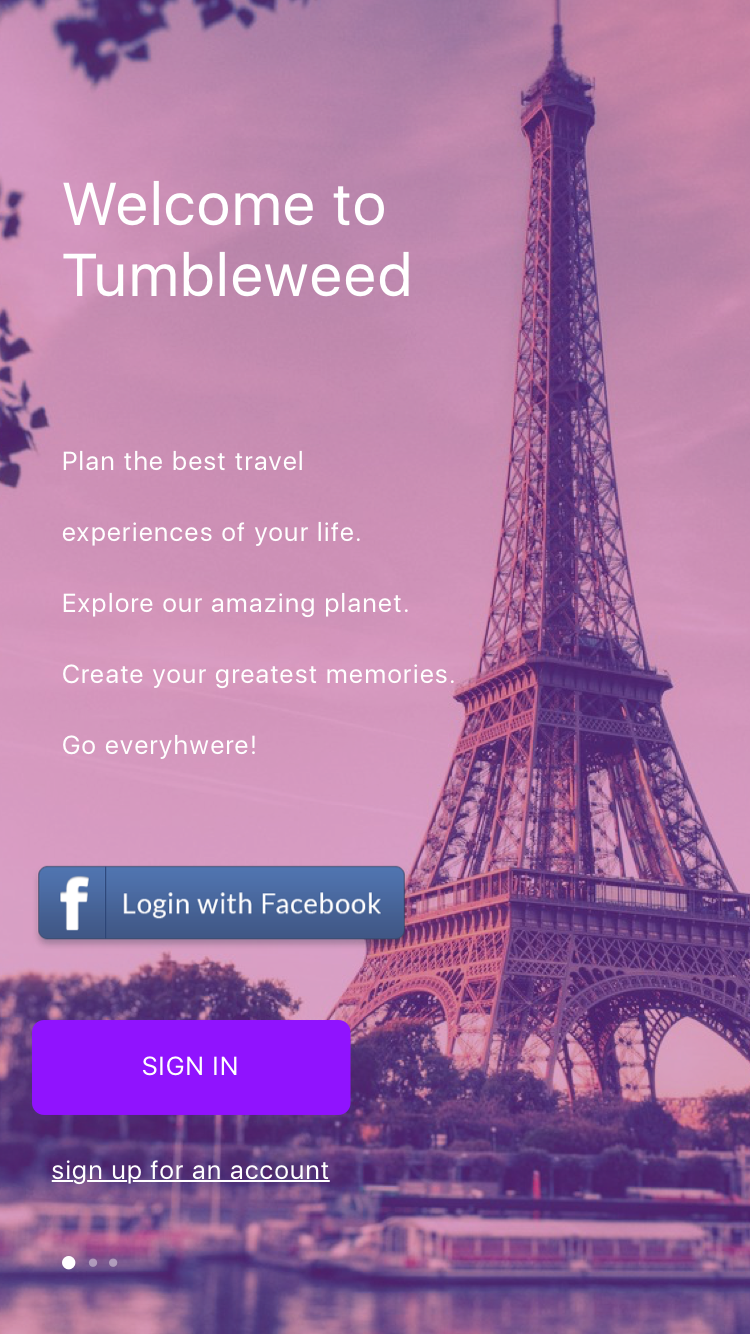 Welcome to
Tumbleweed
Plan the best travel
experiences of your life.
Explore our amazing planet.
Create your greatest memories.
Go everyhwere!
f Login with Facebook
SIGN IN
sign up for an account